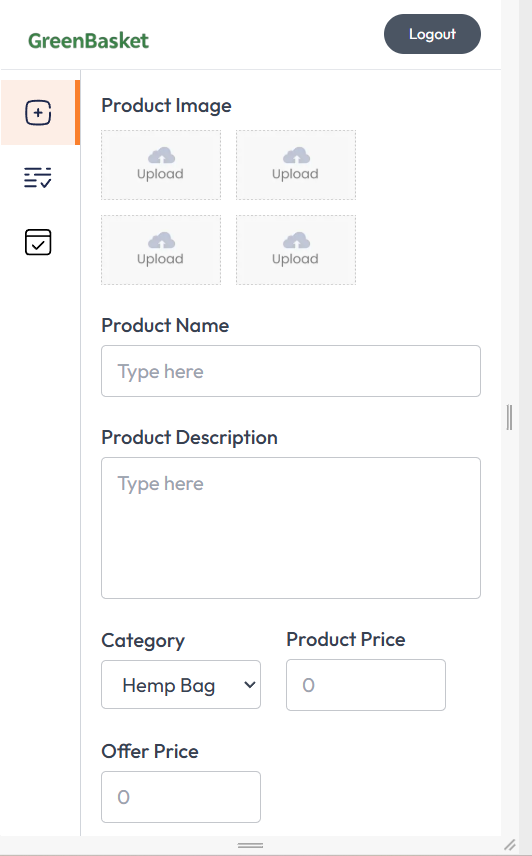 GreenBasket
Logout
Product Image
Upload
Upload
Upload
Upload
Product Name
Type here
Product Description
Type here
Category
Product Price
Hemp Bag
0
Offer Price
0